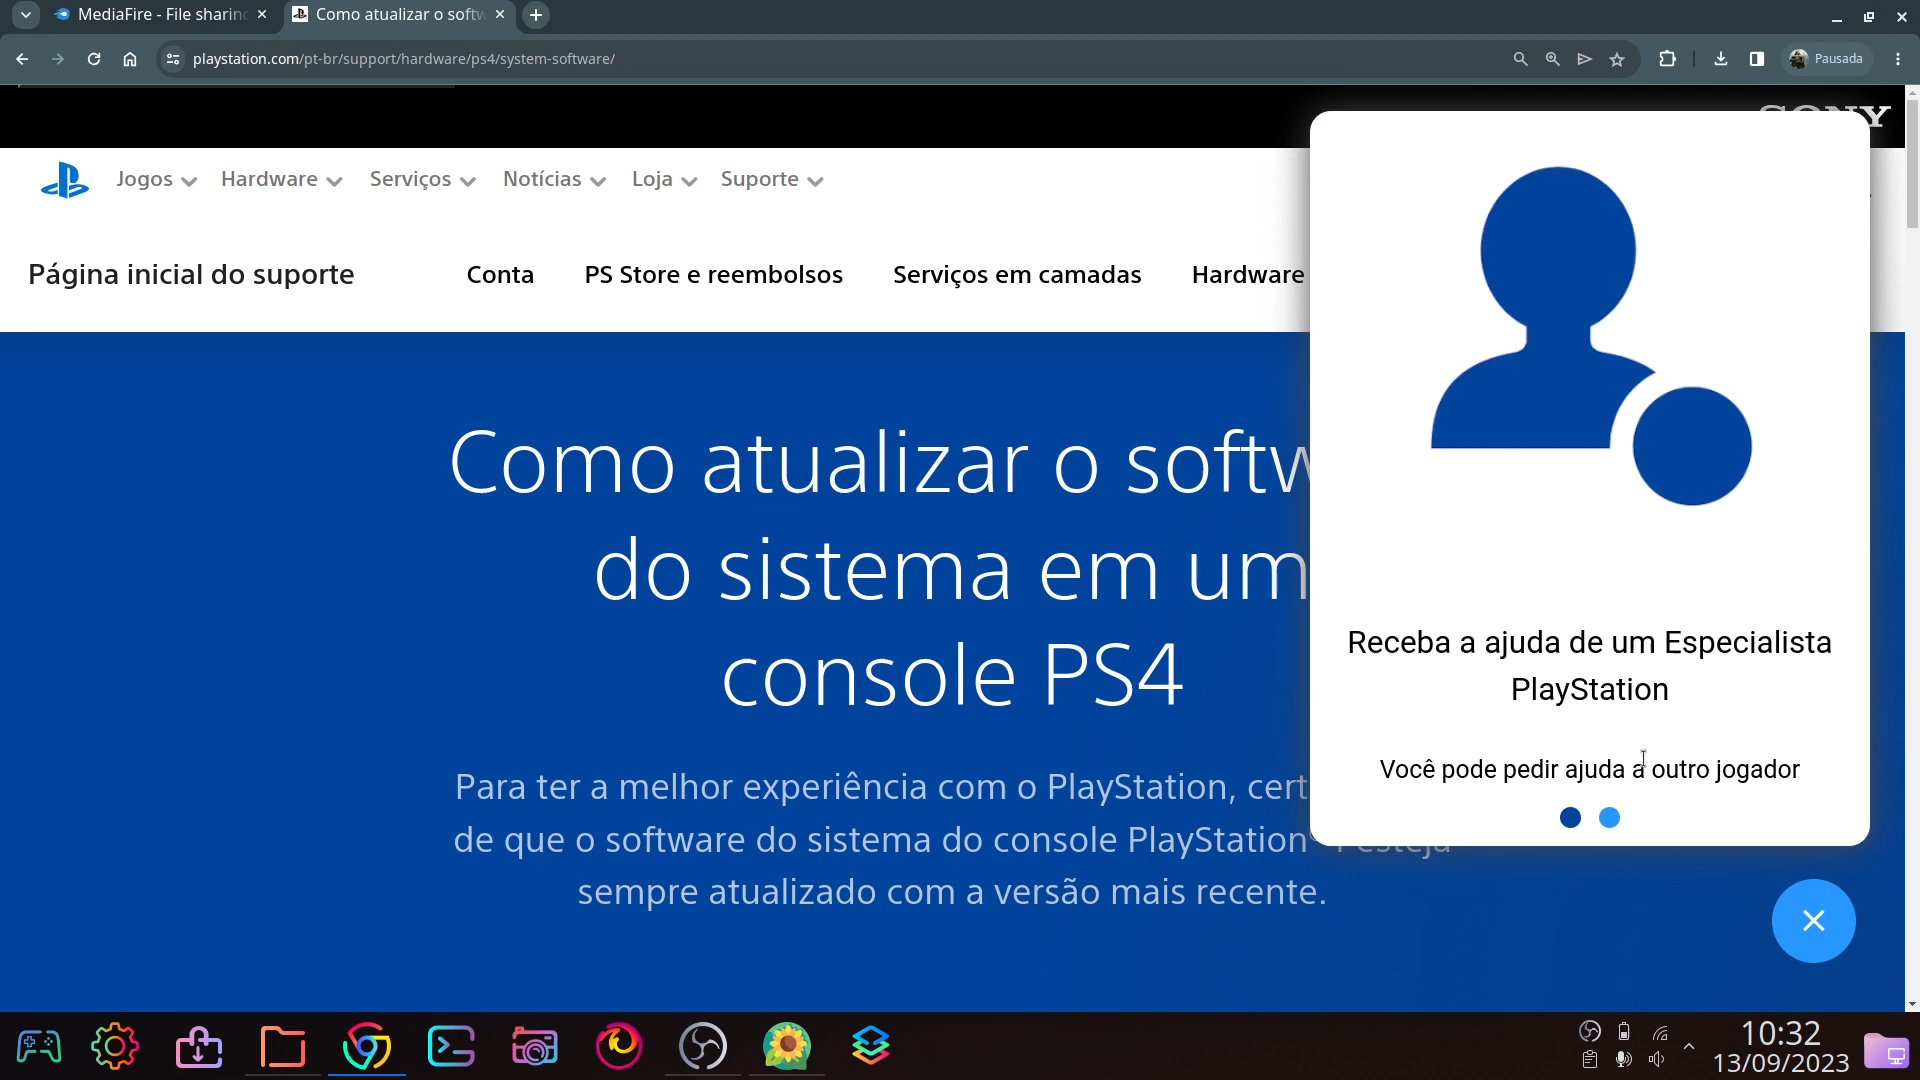 MediaFire - File sharin
Como atualizar o softw
playstation.com/pt-br/support/hardware/ps4/system-software/
Pausada
SONY
Jogos
Hardware
Serviços
Notícias
Loja
Suporte
Página inicial do suporte
Conta
PS Store e reembolsos
Serviços em camadas
Hardware
Como atualizar o softw
do sistema em um
console PS4
Para ter a melhor experiência com o PlayStation, cert
de que o software do sistema do console PlayStation
sempre atualizado com a versão mais recente.
Receba a ajuda de um Especialista
PlayStation
Você pode pedir ajuda a outro jogador
10:32
13/09/2023